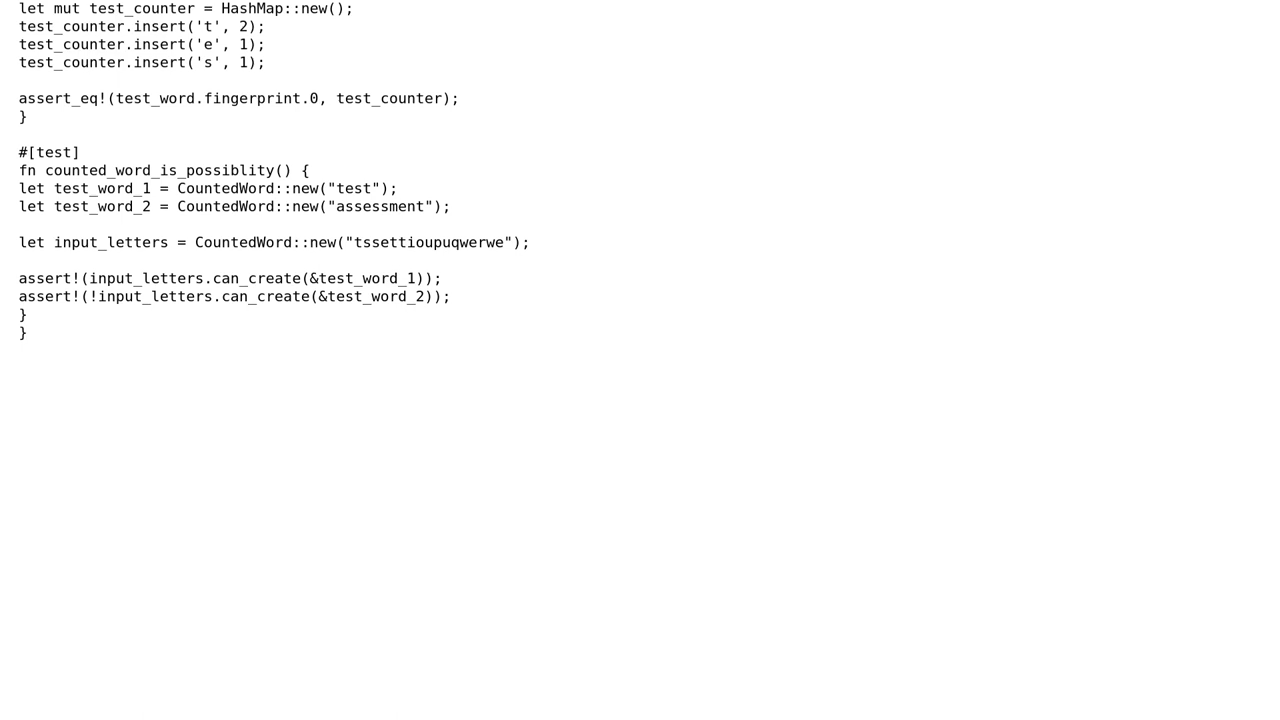 let mut test_counter = HashMap::new();
test_counter.insert('t', 2);
test_counter.insert('e', 1);
test_counter.insert('s', 1);

assert_eq!(test_word.fingerprint.0, test_counter);
}

#[test]
fn counted_word_is_possiblity() {
let test_word_1 = CountedWord::new("test");
let test_word_2 = CountedWord::new("assessment");

let input_letters = CountedWord::new("tssettioupuqwerwe");

assert!(input_letters.can_create(&test_word_1));
assert!(!input_letters.can_create(&test_word_2));
}
}